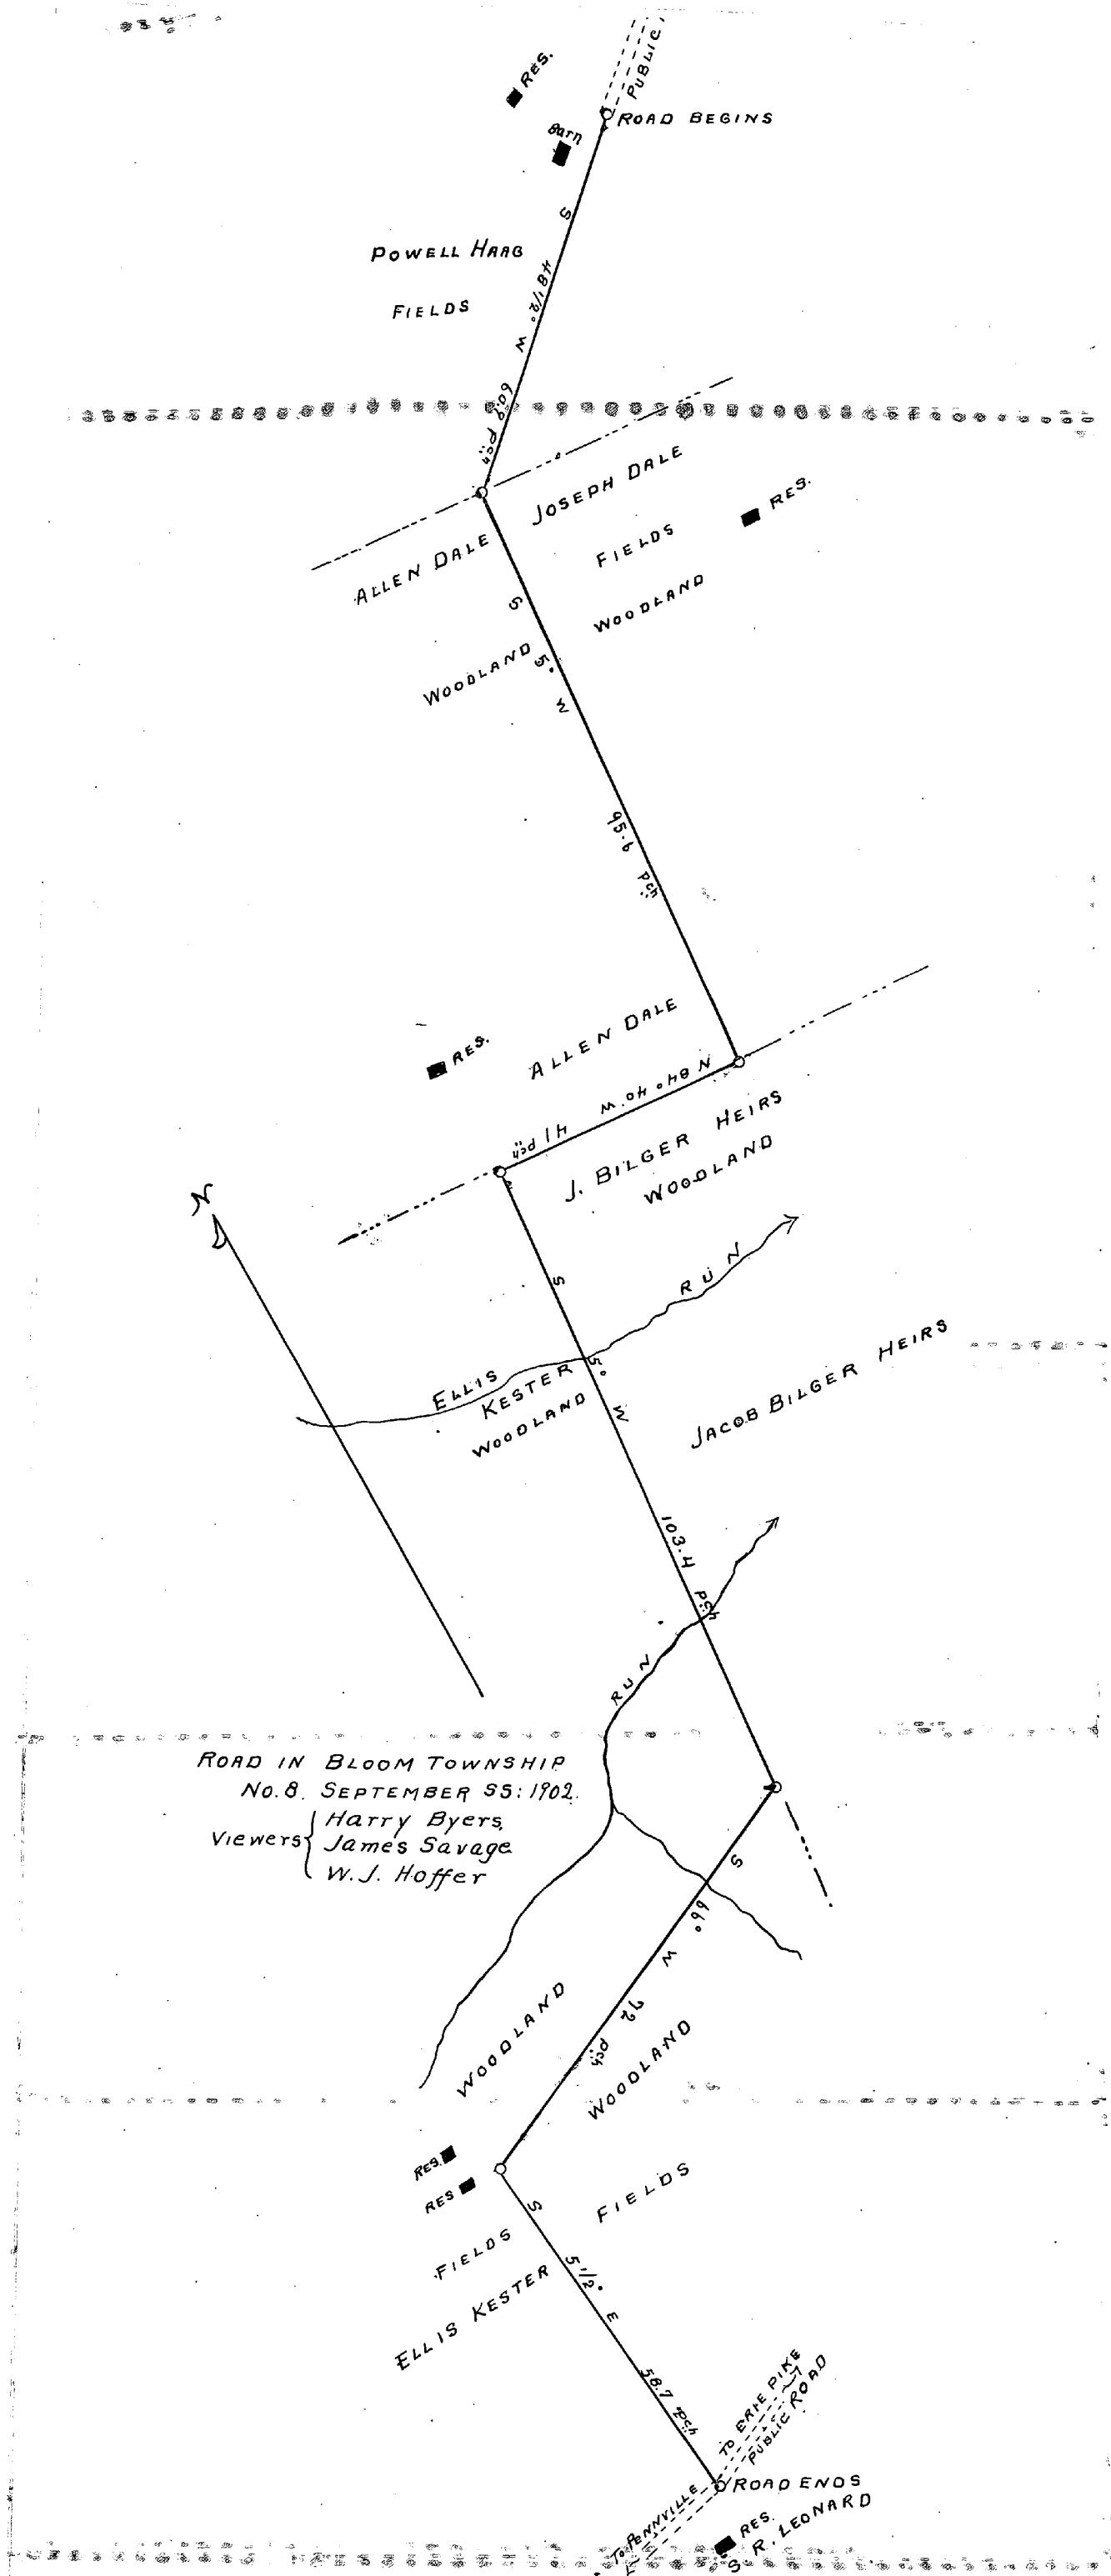 PUBLIC
RES.
ROAD BEGINS
Barn
S 48 1/2° W 60.9 pch
POWELL HAAG
FIELDS
JOSEPH DALE
RES.
FIELDS
WOODLAND
ALLEN DALE
WOODLAND
S 5° W 95.6 pch
ALLEN DALE
RES.
N 84° 40' W 41 pch
J. BILGER HEIRS
WOODLAND
N
RUN
S 5° W 103.4 pch
ELLIS
KESTER
WOODLAND
JACOB BILGER HEIRS
RUN
ROAD IN BLOOM TOWNSHIP
No. 8. SEPTEMBER SS: 1902.
Viewers { Harry Byers,
James Savage
W. J. Hoffer
S 66° W 72 pch
WOODLAND
WOODLAND
RES.
RES
FIELDS
FIELDS
ELLIS KESTER
S 5 1/2° E 58.7 pch
TO ERIE PIKE
PUBLIC ROAD
ROAD ENDS
TO PENNVILLE
RES.
S. R. LEONARD